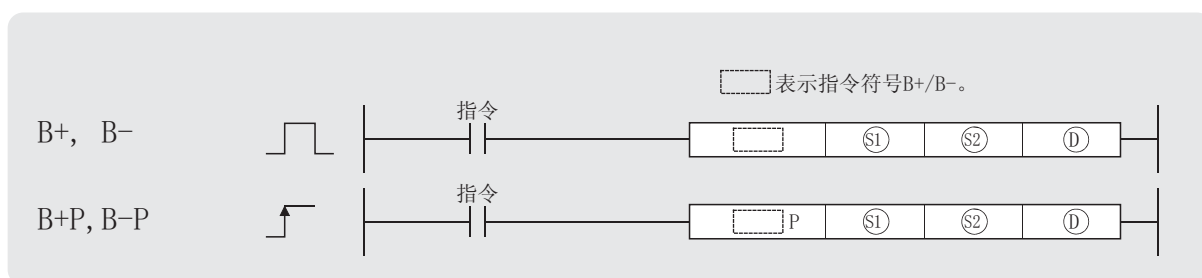 表示指令符号B+/B-。
指令
B+, B- S1 S2 D
指令
B+P, B-P P S1 S2 D